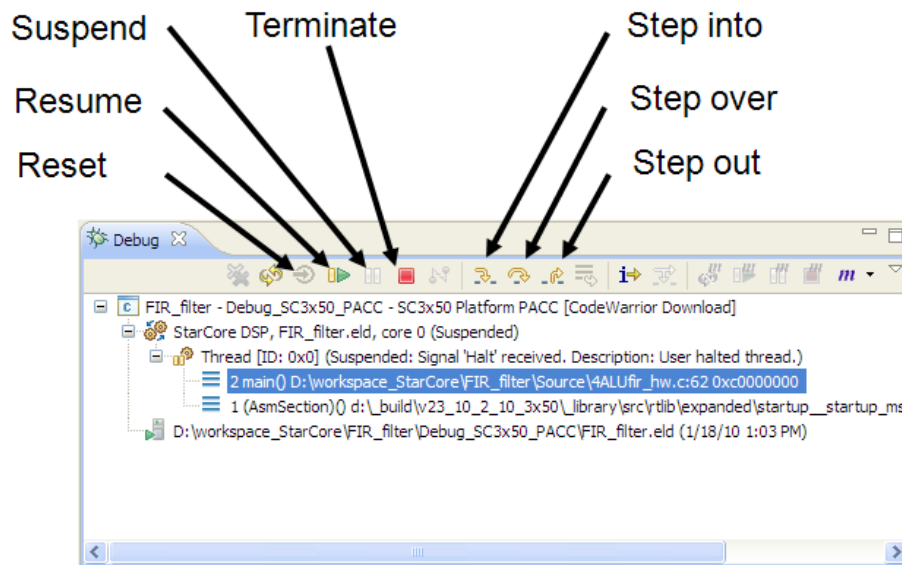 Suspend Terminate Step into
Resume Step over
Reset Step out
Debug
i m
FIR_filter - Debug_SC3x50_PACC - SC3x50 Platform PACC [CodeWarrior Download]
StarCore DSP, FIR_filter.eld, core 0 (Suspended)
Thread [ID: 0x0] (Suspended: Signal 'Halt' received. Description: User halted thread.)
2 main() D:\workspace_StarCore\FIR_filter\Source\4ALUfir_hw.c:62 0xc0000000
1 (AsmSection)() d:\_build\v23_10_2_10_3x50\_library\src\rtlib\expanded\startup__startup_ms
D:\workspace_StarCore\FIR_filter\Debug_SC3x50_PACC\FIR_filter.eld (1/18/10 1:03 PM)